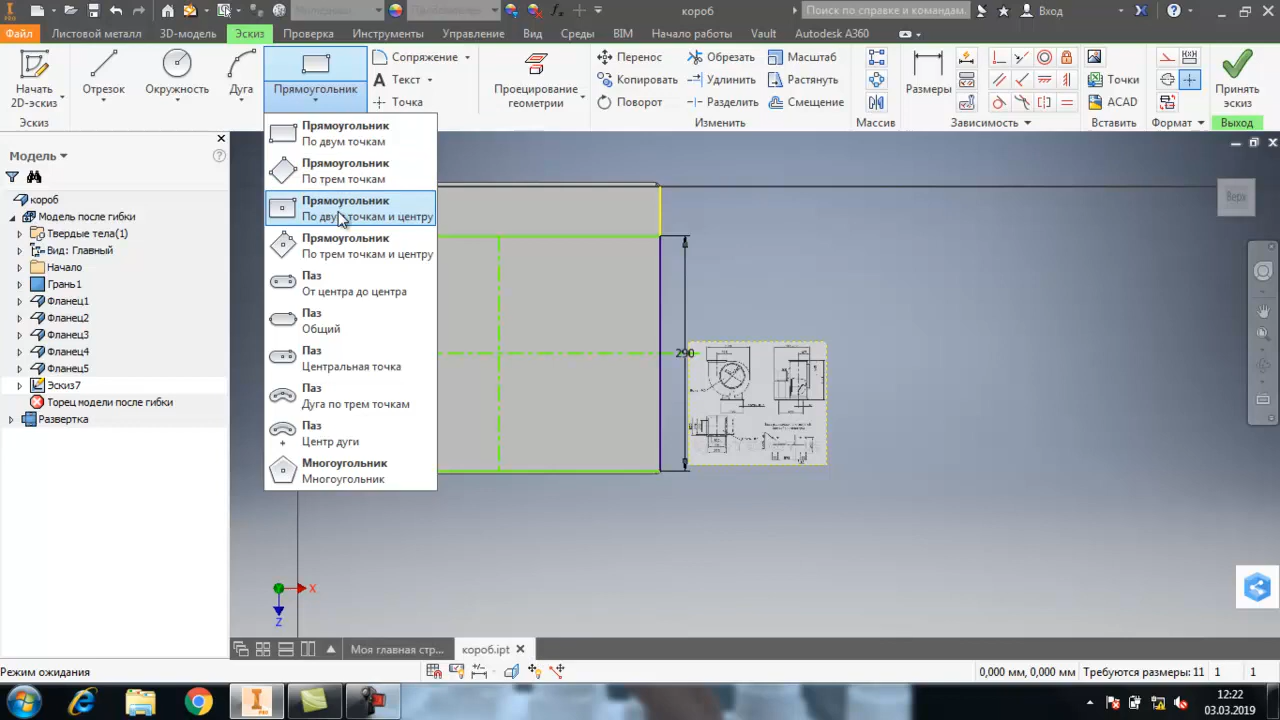 PRO
Материал
Оформление
короб
Поиск по справке и команда
Вход
Файл
Листовой металл
3D-модель
Эскиз
Проверка
Инструменты
Управление
Вид
Среды
BIM
Начало работы
Vault
Autodesk A360
Начать
2D-эскиз
Отрезок
Окружность
Дуга
Прямоугольник
Сопряжение
Текст
Точка
Проецирование
геометрии
Перенос
Копировать
Поворот
Обрезать
Удлинить
Разделить
Масштаб
Растянуть
Смещение
Размеры
Точки
ACAD
Принять
эскиз
Эскиз
Изменить
Массив
Зависимость
Вставить
Формат
Выход
Модель
короб
Модель после гибки
Твердые тела(1)
Вид: Главный
Начало
Грань1
Фланец1
Фланец2
Фланец3
Фланец4
Фланец5
Эскиз7
Торец модели после гибки
Развертка
Прямоугольник
По двум точкам
Прямоугольник
По трем точкам
Прямоугольник
По двум точкам и центру
Прямоугольник
По трем точкам и центру
Паз
От центра до центра
Паз
Общий
Паз
Центральная точка
Паз
Дуга по трем точкам
Паз
Центр дуги
Многоугольник
Многоугольник
290
Верх
X
Z
Моя главная стр...
короб.ipt
Режим ожидания
0,000 мм, 0,000 мм
Требуются размеры: 11
1
1
12:22
03.03.2019